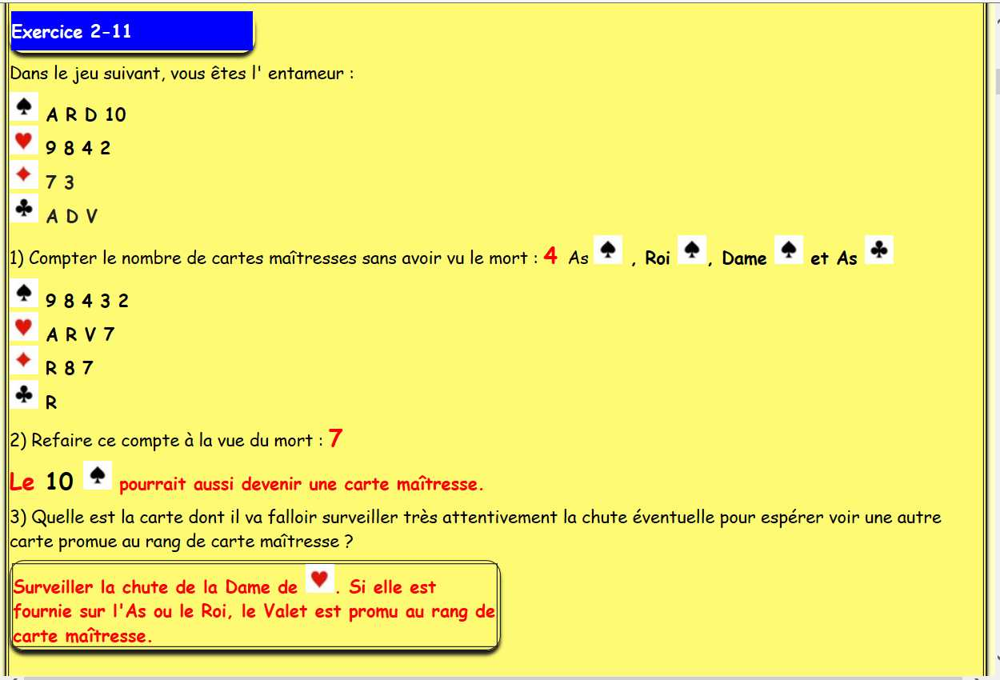 Exercice 2-11
Dans le jeu suivant, vous êtes l' entameur :
♠ A R D 10
♥ 9 8 4 2
♦ 7 3
♣ A D V
1) Compter le nombre de cartes maîtresses sans avoir vu le mort : 4 As ♠ , Roi ♠, Dame ♠ et As ♣
♠ 9 8 4 3 2
♥ A R V 7
♦ R 8 7
♣ R
2) Refaire ce compte à la vue du mort : 7
Le 10 ♠ pourrait aussi devenir une carte maîtresse.
3) Quelle est la carte dont il va falloir surveiller très attentivement la chute éventuelle pour espérer voir une autre
carte promue au rang de carte maîtresse ?
Surveiller la chute de la Dame de ♥. Si elle est
fournie sur l'As ou le Roi, le Valet est promu au rang de
carte maîtresse.